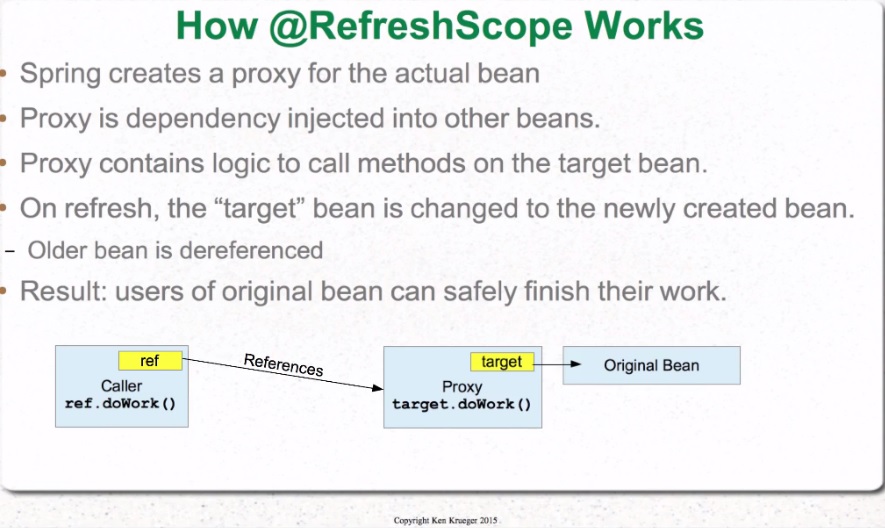 How @RefreshScope Works
Spring creates a proxy for the actual bean
Proxy is dependency injected into other beans.
Proxy contains logic to call methods on the target bean.
On refresh, the “target” bean is changed to the newly created bean.
– Older bean is dereferenced
Result: users of original bean can safely finish their work.
ref
References
target
Original Bean
Caller
ref.doWork()
Proxy
target.doWork()
Copyright Ken Krueger 2015